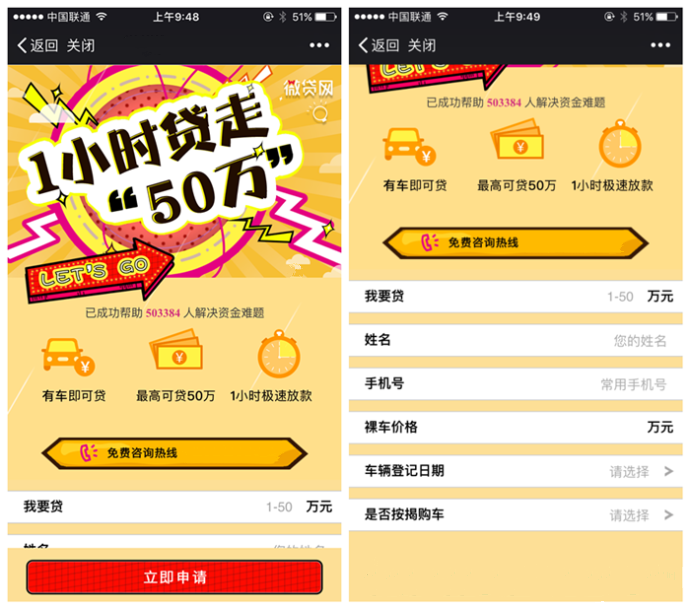 中国联通 上午9:48 51%
返回 关闭
微贷网
1小时贷走
“50万”
LET'S GO
已成功帮助 503384 人解决资金难题
有车即可贷 最高可贷50万 1小时极速放款
免费咨询热线
我要贷 1-50 万元
立即申请
中国联通 上午9:49 51%
返回 关闭
LET'S GO
已成功帮助 503384 人解决资金难题
有车即可贷 最高可贷50万 1小时极速放款
免费咨询热线
我要贷 1-50 万元
姓名 您的姓名
手机号 常用手机号
裸车价格 万元
车辆登记日期 请选择
是否按揭购车 请选择